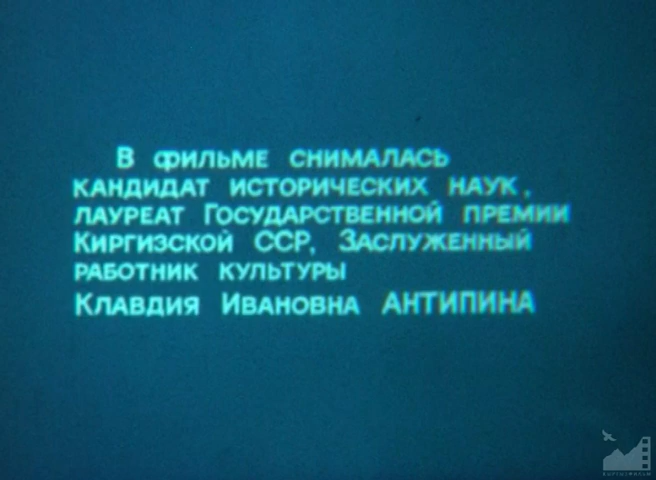 В фильме снималась
кандидат исторических наук,
лауреат Государственной премии
Киргизской ССР, Заслуженный
работник культуры
Клавдия Ивановна АНТИПИНА